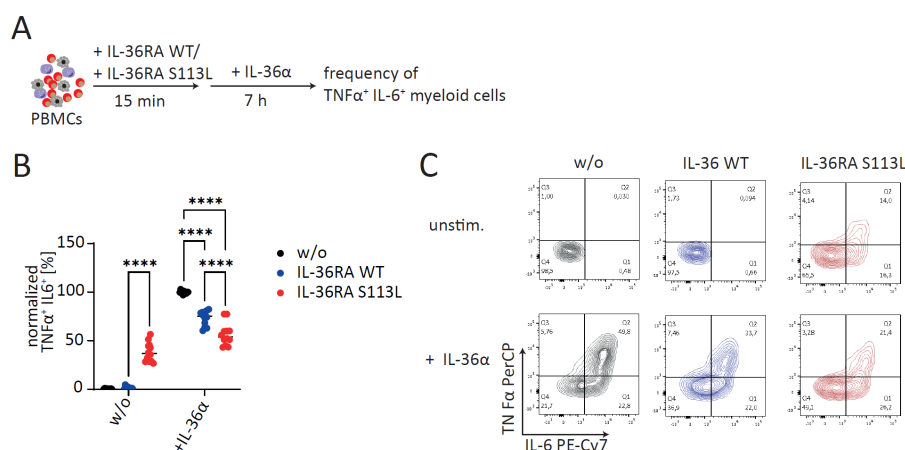 A
+ IL-36RA WT/
+ IL-36RA S113L
15 min
+ IL-36α
7 h
frequency of
TNFα⁺ IL-6⁺ myeloid cells
PBMCs
B
normalized
TNFα⁺ IL6⁺ [%]
150
100
50
0
****
****
****
****
w/o
+IL-36α
w/o
IL-36RA WT
IL-36RA S113L
C
w/o
IL-36 WT
IL-36RA S113L
unstim.
Q3
1,00
Q2
0,030
Q4
98,5
Q1
0,48
Q3
1,73
Q2
0,094
Q4
97,5
Q1
0,66
Q3
4,14
Q2
14,0
Q4
65,5
Q1
16,3
+ IL-36α
Q3
5,76
Q2
49,8
Q4
21,7
Q1
22,8
Q3
7,46
Q2
33,7
Q4
36,9
Q1
22,0
Q3
3,28
Q2
21,4
Q4
49,1
Q1
26,2
TN Fα PerCP
IL-6 PE-Cy7